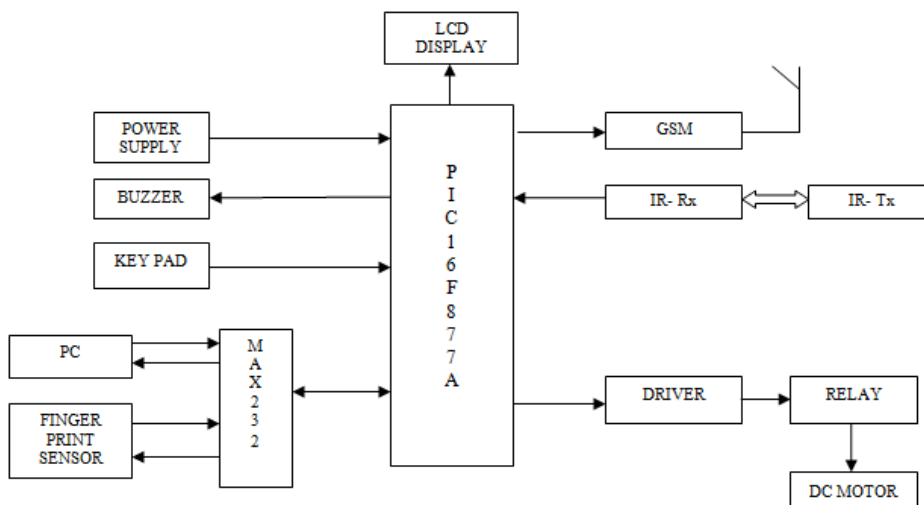 LCD
DISPLAY
POWER
SUPPLY
GSM
BUZZER
IR- Rx
IR- Tx
KEY PAD
P
I
C
1
6
F
8
7
7
A
PC
M
A
X
2
3
2
FINGER
PRINT
SENSOR
DRIVER
RELAY
DC MOTOR